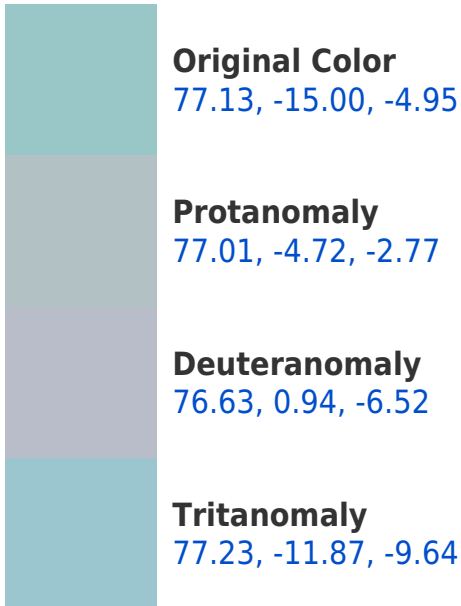 Original Color
77.13, -15.00, -4.95
Protanomaly
77.01, -4.72, -2.77
Deuteranomaly
76.63, 0.94, -6.52
Tritanomaly
77.23, -11.87, -9.64